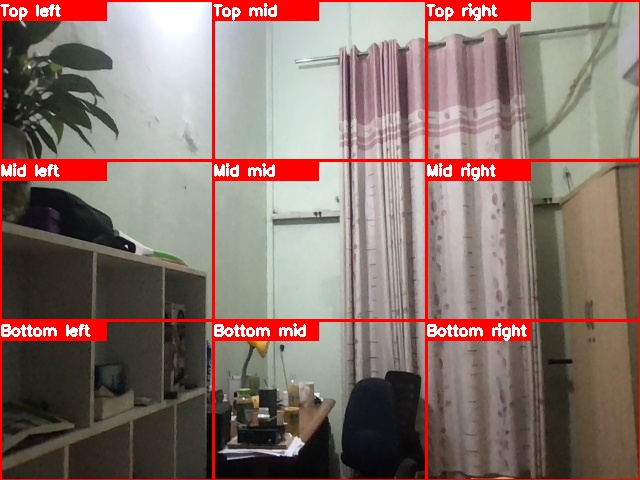 Top left
Top mid
Top right
Mid left
Mid mid
Mid right
Bottom left
Bottom mid
Bottom right